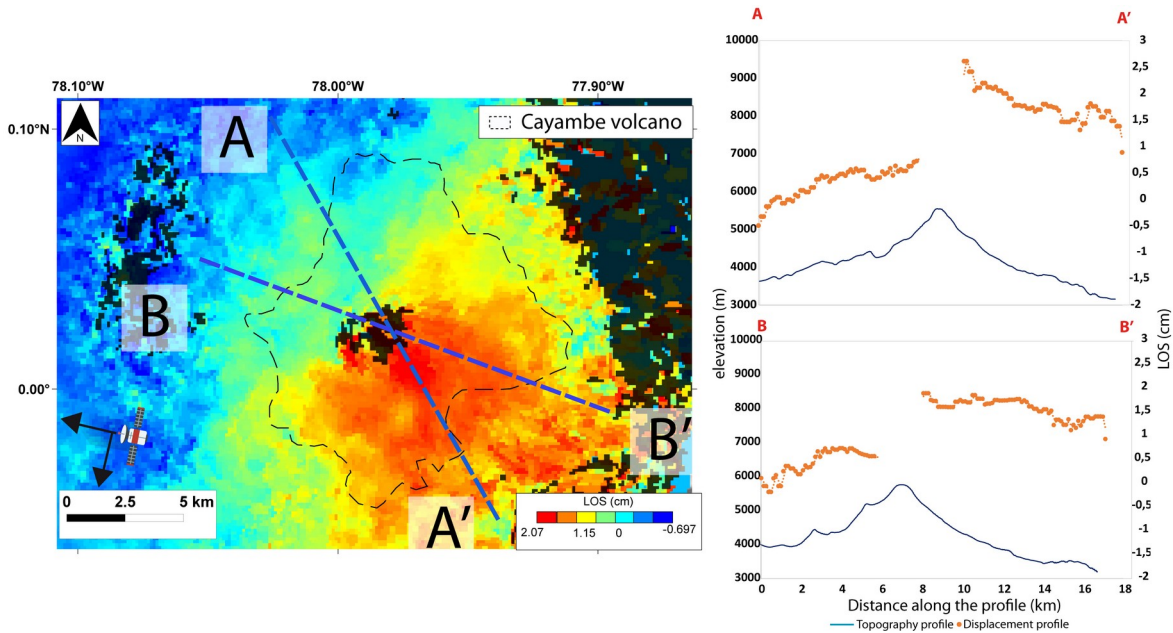 78.10°W
78.00°W
77.90°W
0.10°N
0.00°
N
A
Cayambe volcano
B
B'
A'
0 2.5 5 km
LOS (cm)
2.07 1.15 0 -0.697
A A'
10000
9000
8000
7000
6000
5000
4000
3000
3
2,5
2
1,5
1
0,5
0
-0,5
-1
-1,5
-2
B B'
10000
9000
8000
7000
6000
5000
4000
3000
3
2,5
2
1,5
1
0,5
0
-0,5
-1
-1,5
-2
elevation (m)
LOS (cm)
0 2 4 6 8 10 12 14 16 18
Distance along the profile (km)
Topography profile Displacement profile